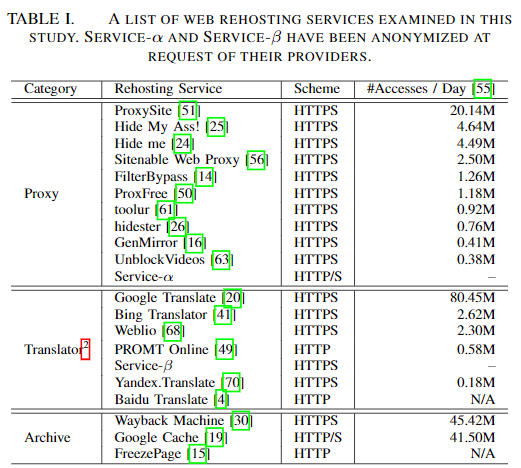 TABLE I. A LIST OF WEB REHOSTING SERVICES EXAMINED IN THIS
STUDY. SERVICE-α AND SERVICE-β HAVE BEEN ANONYMIZED AT
REQUEST OF THEIR PROVIDERS.
Category Rehosting Service Scheme #Accesses / Day [55]
ProxySite [51] HTTPS 20.14M
Hide My Ass! [25] HTTPS 4.64M
Hide me [24] HTTPS 4.49M
Sitenable Web Proxy [56] HTTPS 2.50M
FilterBypass [14] HTTPS 1.26M
Proxy ProxFree [50] HTTPS 1.18M
toolur [61] HTTPS 0.92M
hidester [26] HTTPS 0.76M
GenMirror [16] HTTPS 0.41M
UnblockVideos [63] HTTPS 0.38M
Service-α HTTP/S –
Google Translate [20] HTTPS 80.45M
Bing Translator [41] HTTPS 2.62M
Weblio [68] HTTPS 2.30M
Translator2 PROMT Online [49] HTTP 0.58M
Service-β HTTPS –
Yandex.Translate [70] HTTPS 0.18M
Baidu Translate [4] HTTP N/A
Wayback Machine [30] HTTPS 45.42M
Archive Google Cache [19] HTTP/S 41.50M
FreezePage [15] HTTP N/A